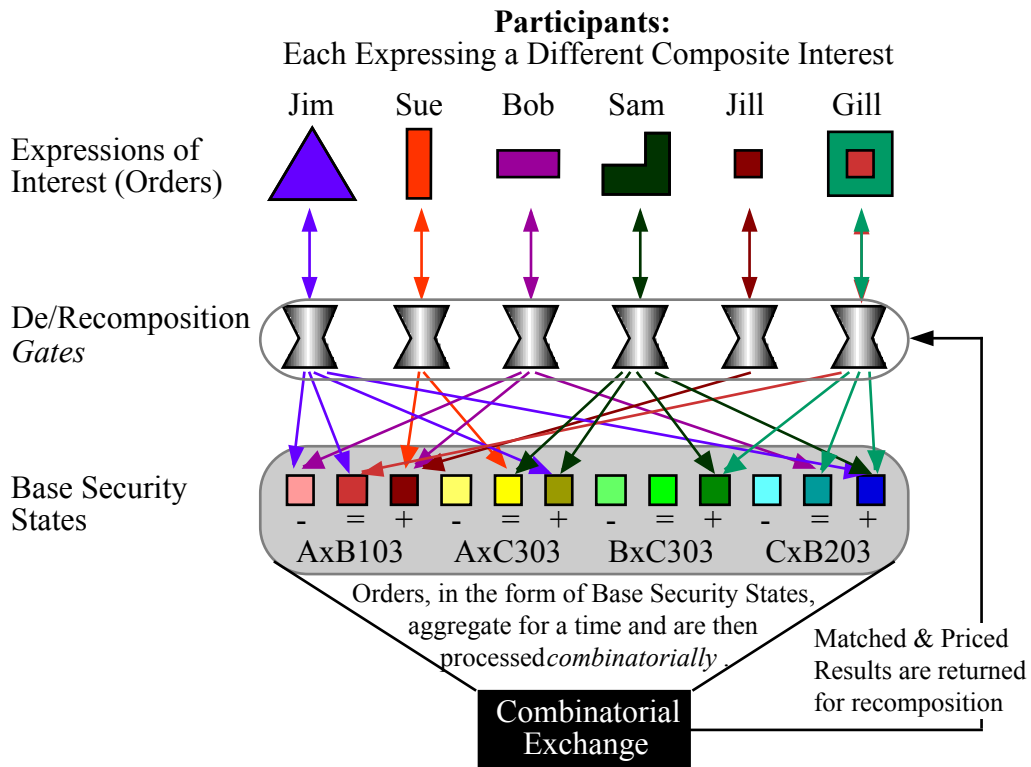 Participants:
Each Expressing a Different Composite Interest
Jim Sue Bob Sam Jill Gill
Expressions of
Interest (Orders)
De/Recomposition
Gates
Base Security
States
- = + - = + - = + - = +
AxB103 AxC303 BxC303 CxB203
Orders, in the form of Base Security States,
aggregate for a time and are then
processedcombinatorially .
Matched & Priced
Results are returned
for recomposition
Combinatorial
Exchange